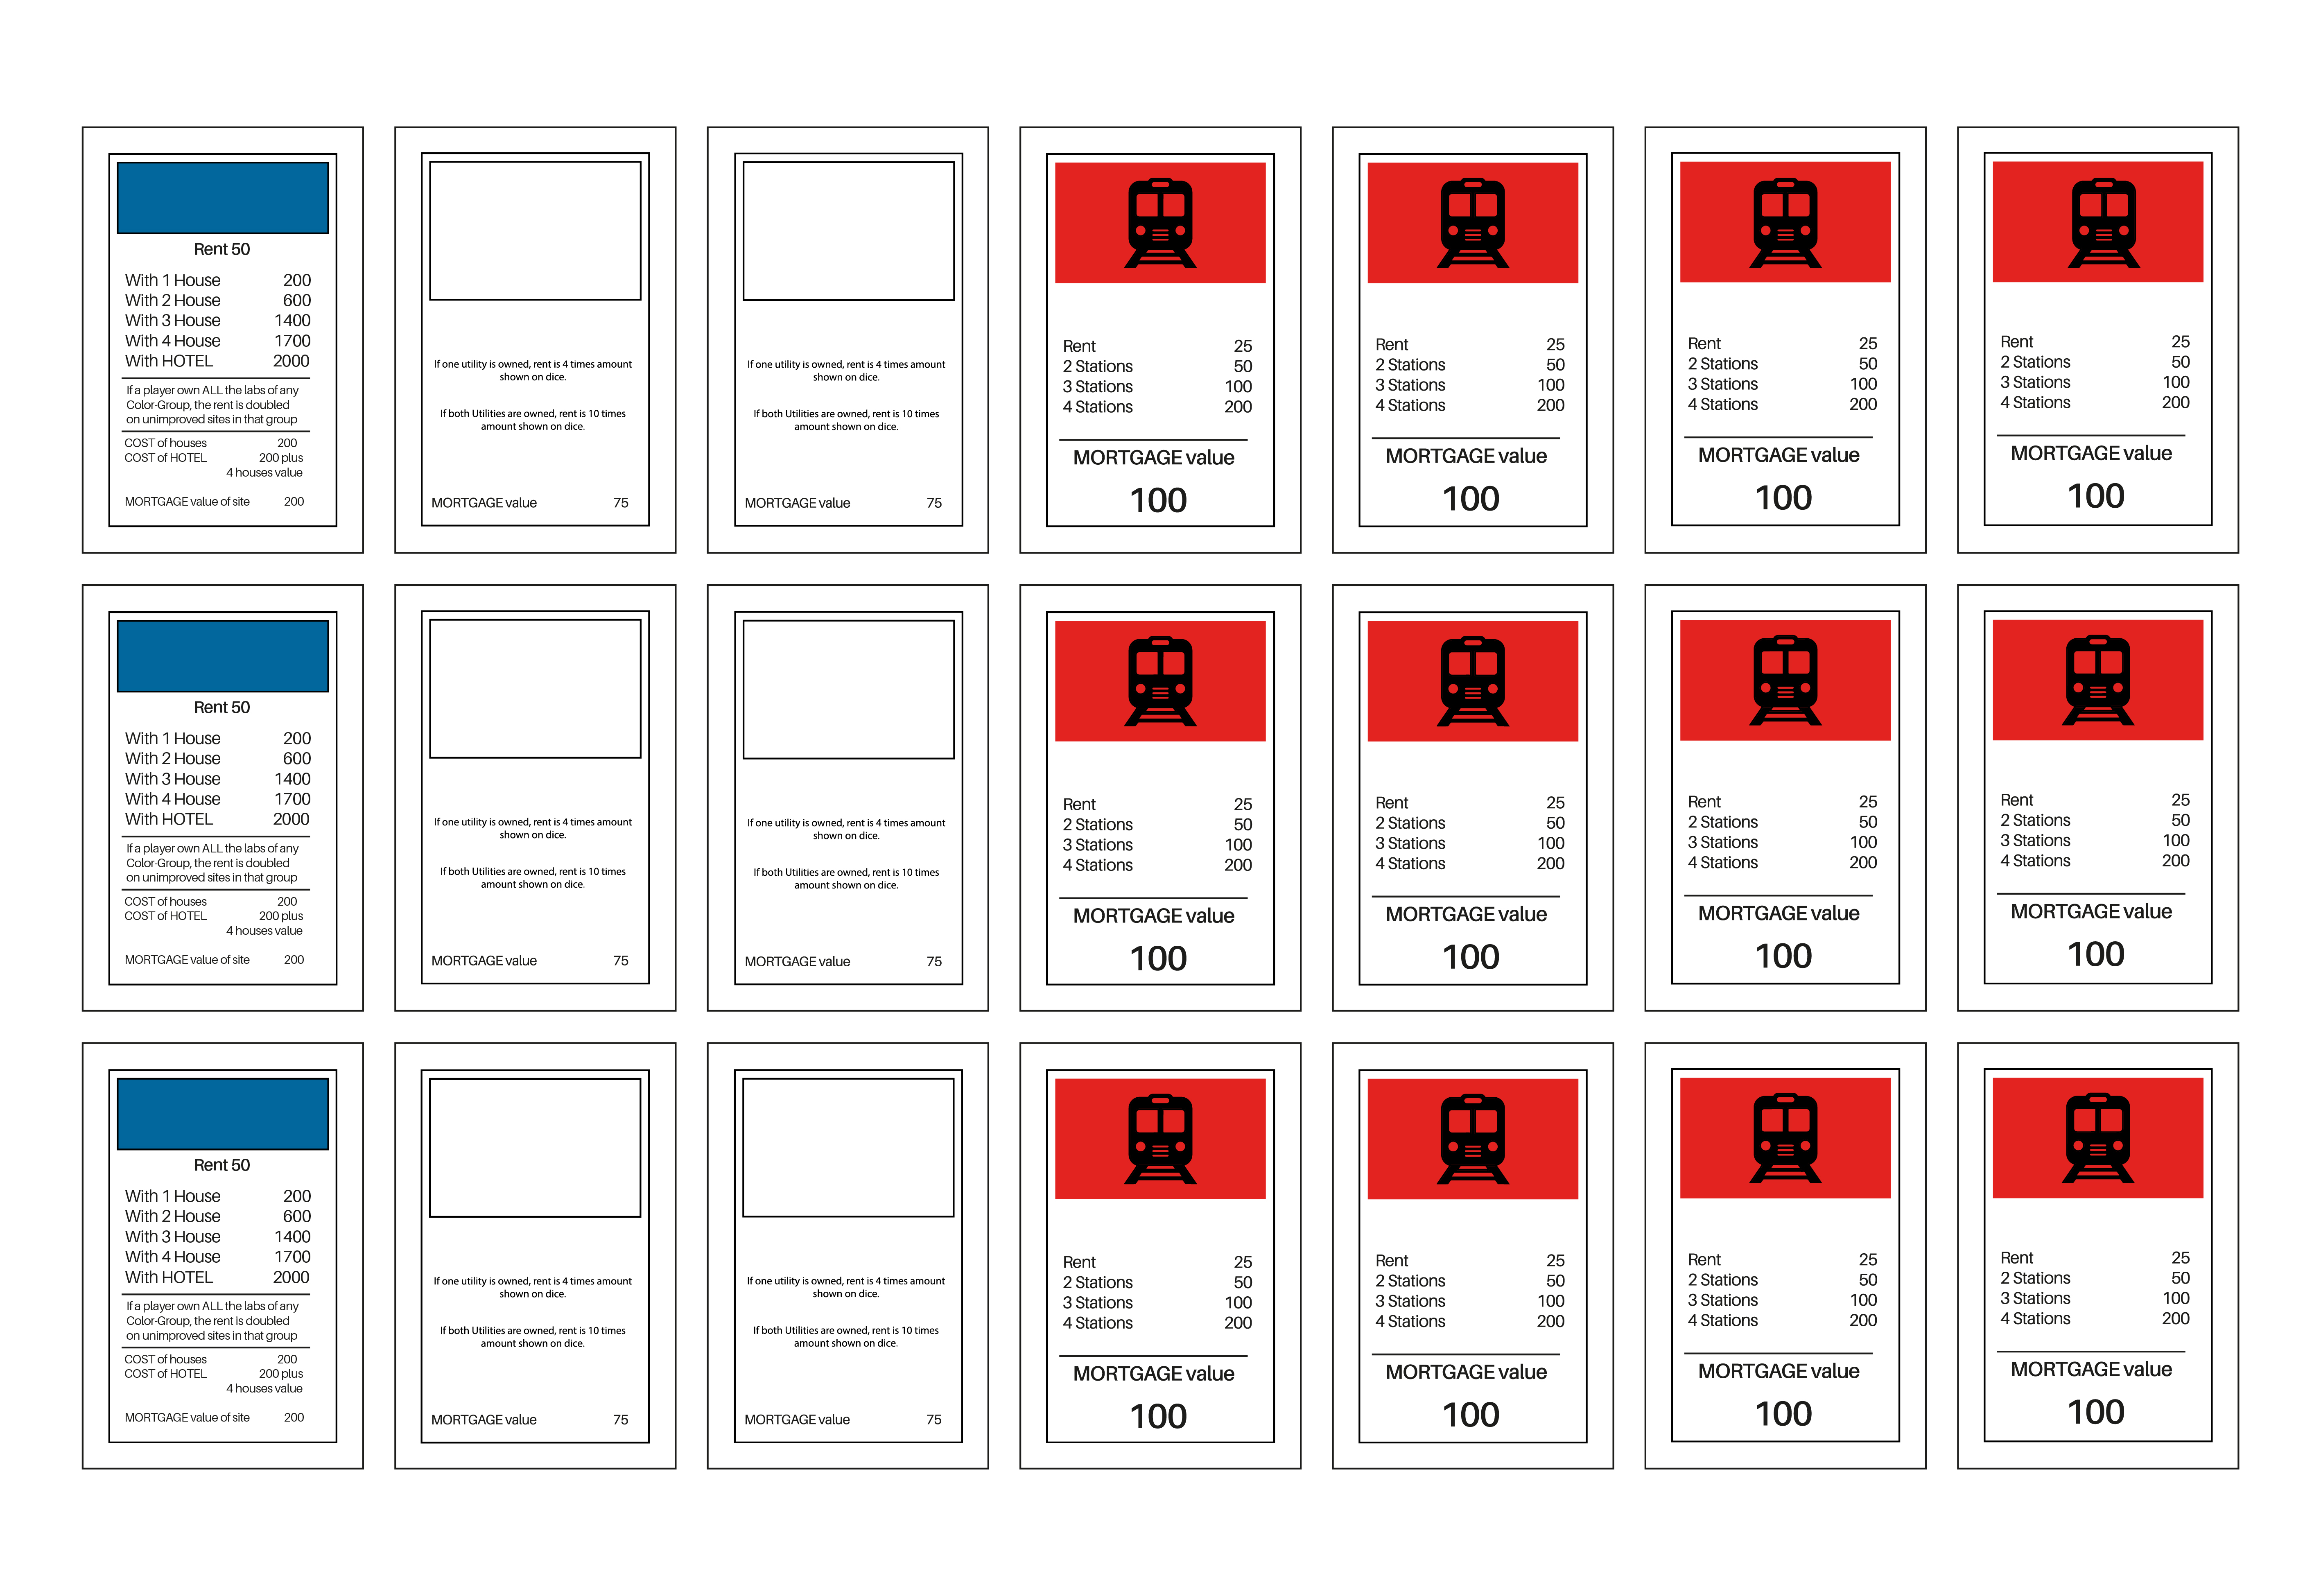 Rent 50
With 1 House 200
With 2 House 600
With 3 House 1400
With 4 House 1700
With HOTEL 2000
If a player own ALL the labs of any
Color-Group, the rent is doubled
on unimproved sites in that group
COST of houses 200
COST of HOTEL 200 plus
4 houses value
MORTGAGE value of site 200
If one utility is owned, rent is 4 times amount
shown on dice.
If both Utilities are owned, rent is 10 times
amount shown on dice.
MORTGAGE value 75
If one utility is owned, rent is 4 times amount
shown on dice.
If both Utilities are owned, rent is 10 times
amount shown on dice.
MORTGAGE value 75
Rent 25
2 Stations 50
3 Stations 100
4 Stations 200
MORTGAGE value
100
Rent 25
2 Stations 50
3 Stations 100
4 Stations 200
MORTGAGE value
100
Rent 25
2 Stations 50
3 Stations 100
4 Stations 200
MORTGAGE value
100
Rent 25
2 Stations 50
3 Stations 100
4 Stations 200
MORTGAGE value
100
Rent 50
With 1 House 200
With 2 House 600
With 3 House 1400
With 4 House 1700
With HOTEL 2000
If a player own ALL the labs of any
Color-Group, the rent is doubled
on unimproved sites in that group
COST of houses 200
COST of HOTEL 200 plus
4 houses value
MORTGAGE value of site 200
If one utility is owned, rent is 4 times amount
shown on dice.
If both Utilities are owned, rent is 10 times
amount shown on dice.
MORTGAGE value 75
If one utility is owned, rent is 4 times amount
shown on dice.
If both Utilities are owned, rent is 10 times
amount shown on dice.
MORTGAGE value 75
Rent 25
2 Stations 50
3 Stations 100
4 Stations 200
MORTGAGE value
100
Rent 25
2 Stations 50
3 Stations 100
4 Stations 200
MORTGAGE value
100
Rent 25
2 Stations 50
3 Stations 100
4 Stations 200
MORTGAGE value
100
Rent 25
2 Stations 50
3 Stations 100
4 Stations 200
MORTGAGE value
100
Rent 50
With 1 House 200
With 2 House 600
With 3 House 1400
With 4 House 1700
With HOTEL 2000
If a player own ALL the labs of any
Color-Group, the rent is doubled
on unimproved sites in that group
COST of houses 200
COST of HOTEL 200 plus
4 houses value
MORTGAGE value of site 200
If one utility is owned, rent is 4 times amount
shown on dice.
If both Utilities are owned, rent is 10 times
amount shown on dice.
MORTGAGE value 75
If one utility is owned, rent is 4 times amount
shown on dice.
If both Utilities are owned, rent is 10 times
amount shown on dice.
MORTGAGE value 75
Rent 25
2 Stations 50
3 Stations 100
4 Stations 200
MORTGAGE value
100
Rent 25
2 Stations 50
3 Stations 100
4 Stations 200
MORTGAGE value
100
Rent 25
2 Stations 50
3 Stations 100
4 Stations 200
MORTGAGE value
100
Rent 25
2 Stations 50
3 Stations 100
4 Stations 200
MORTGAGE value
100